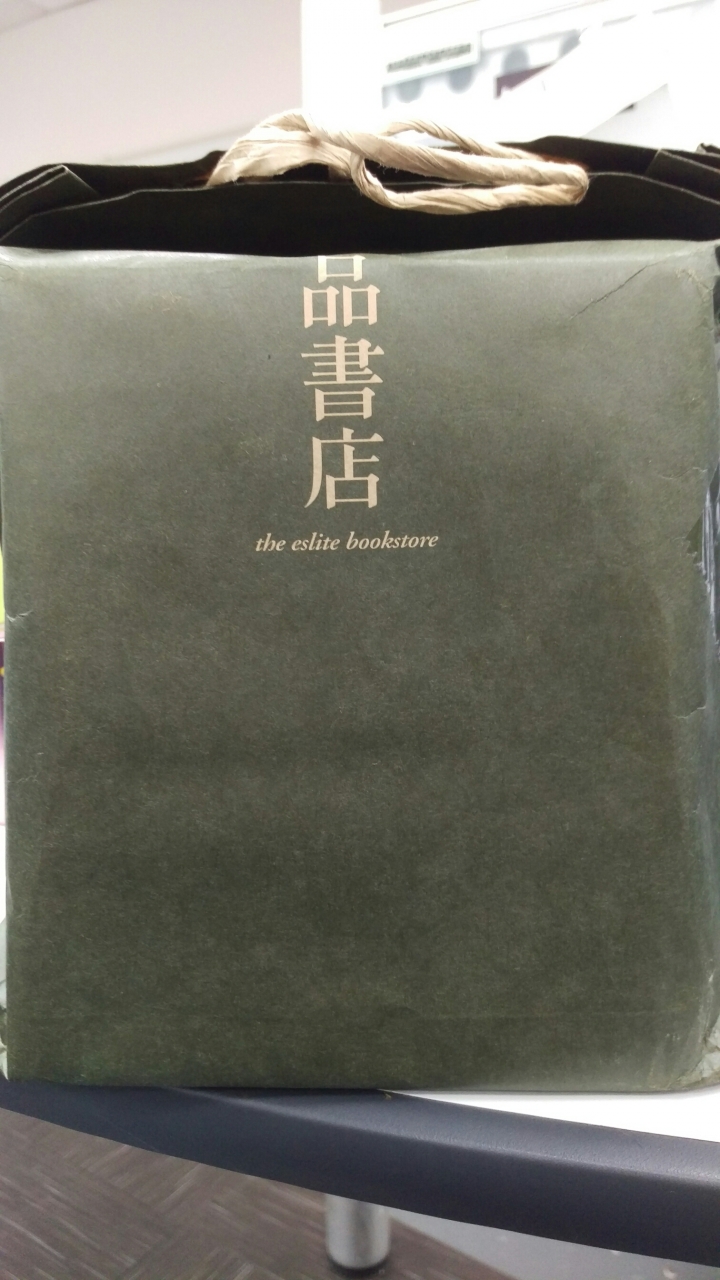 品書店
the eslite bookstore